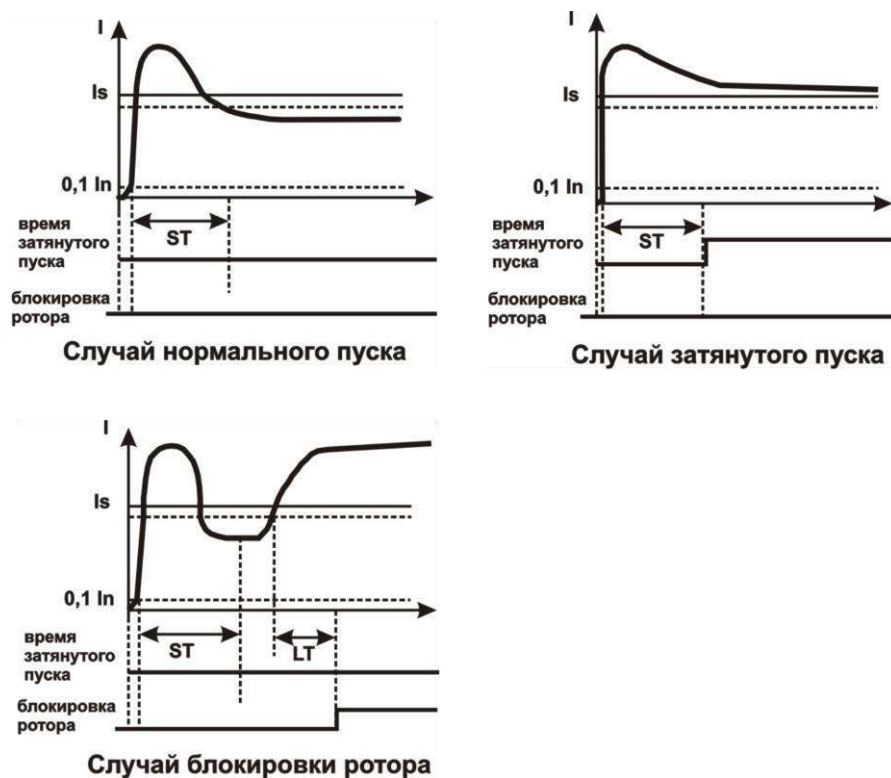 I
Is
0,1 In
ST
время
затянутого
пуска
блокировка
ротора
Случай нормального пуска
I
Is
0,1 In
ST
время
затянутого
пуска
блокировка
ротора
Случай затянутого пуска
I
Is
0,1 In
ST
LT
время
затянутого
пуска
блокировка
ротора
Случай блокировки ротора